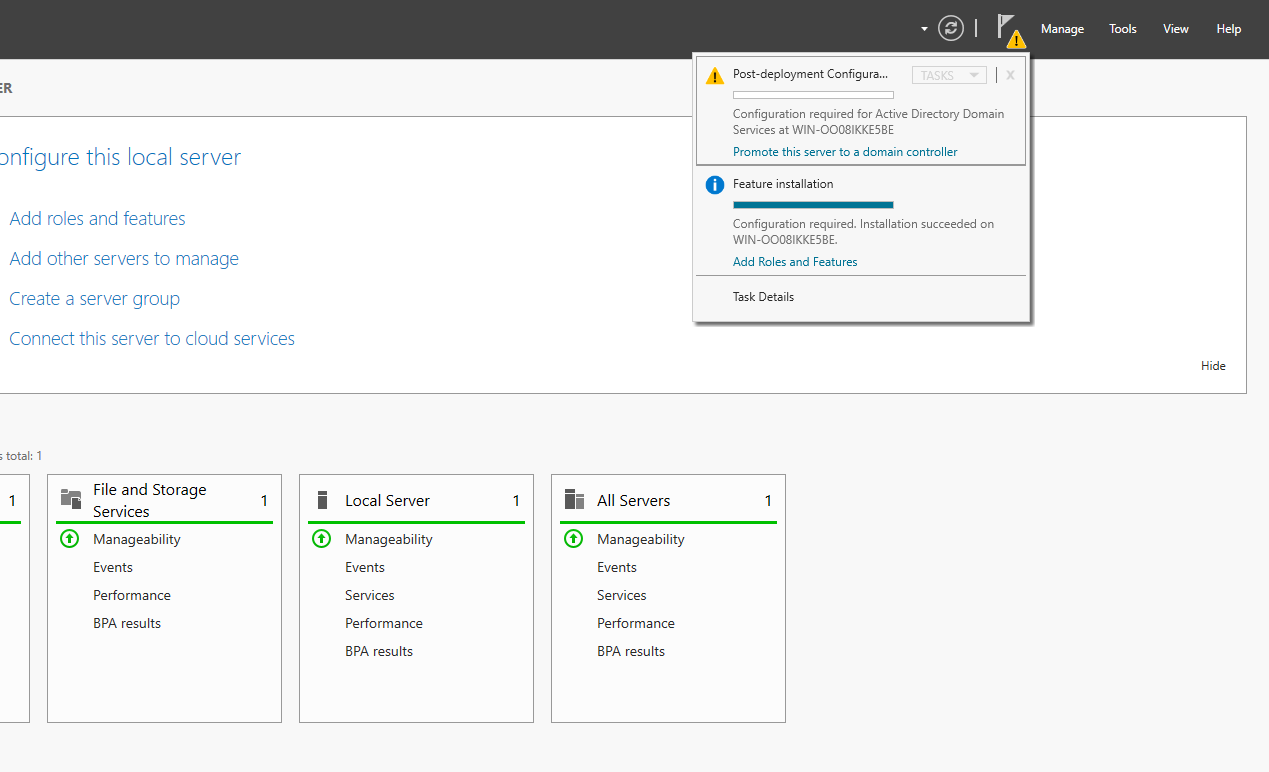 Manage Tools View Help
Post-deployment Configura... TASKS X
Configuration required for Active Directory Domain
Services at WIN-OO08IKKE5BE
Promote this server to a domain controller
Feature installation
Configuration required. Installation succeeded on
WIN-OO08IKKE5BE.
Add Roles and Features
Task Details
ER
onfigure this local server
Add roles and features
Add other servers to manage
Create a server group
Connect this server to cloud services
Hide
s total: 1
1
File and Storage
Services 1
Manageability
Events
Performance
BPA results
Local Server 1
Manageability
Events
Services
Performance
BPA results
All Servers 1
Manageability
Events
Services
Performance
BPA results